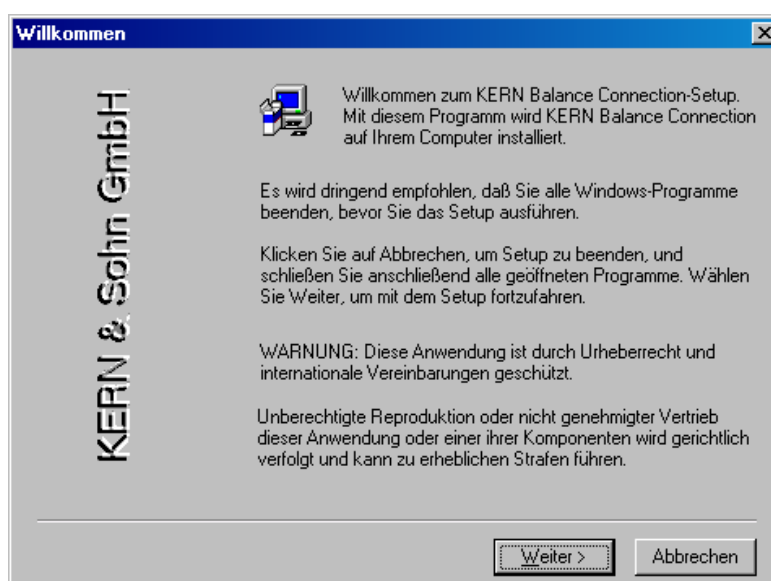 Willkommen
KERN & Sohn GmbH
Willkommen zum KERN Balance Connection-Setup.
Mit diesem Programm wird KERN Balance Connection
auf Ihrem Computer installiert.
Es wird dringend empfohlen, daß Sie alle Windows-Programme
beenden, bevor Sie das Setup ausführen.
Klicken Sie auf Abbrechen, um Setup zu beenden, und
schließen Sie anschließend alle geöffneten Programme. Wählen
Sie Weiter, um mit dem Setup fortzufahren.
WARNUNG: Diese Anwendung ist durch Urheberrecht und
internationale Vereinbarungen geschützt.
Unberechtigte Reproduktion oder nicht genehmigter Vertrieb
dieser Anwendung oder einer ihrer Komponenten wird gerichtlich
verfolgt und kann zu erheblichen Strafen führen.
Weiter >
Abbrechen